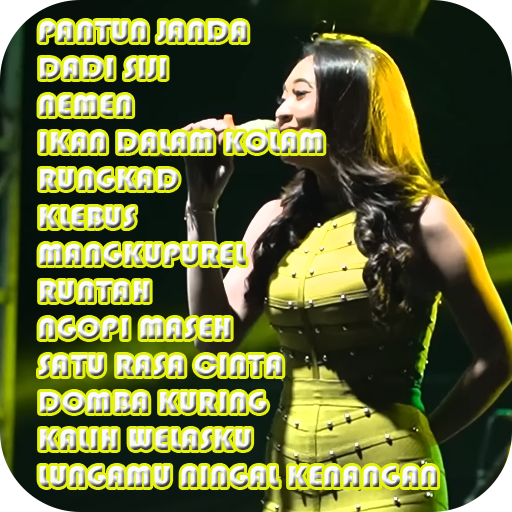 PANTUN JANDA
DADI SIJI
NEMEN
IKAN DALAM KOLAM
RUNGKAD
KLEBUS
MANGKUPUREL
RUNTAH
NGOPI MASEH
SATU RASA CINTA
DOMBA KURING
KALIH WELASKU
LUNGAMU NINGAL KENANGAN